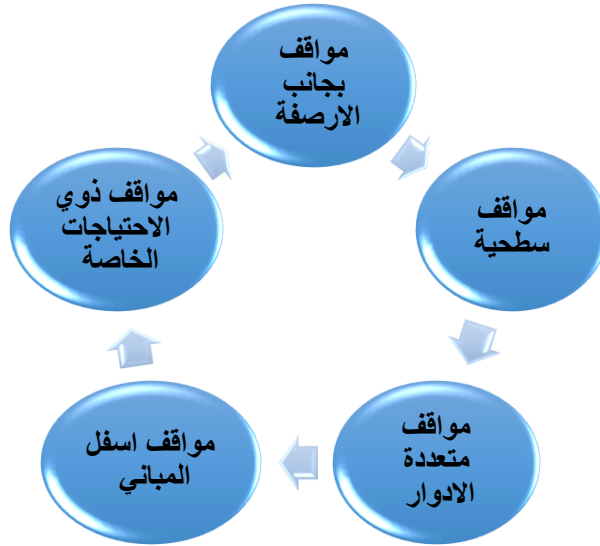 مواقف
بجانب
الارصفة
مواقف
سطحية
مواقف
متعددة
الادوار
مواقف اسفل
المباني
مواقف ذوي
الاحتياجات
الخاصة